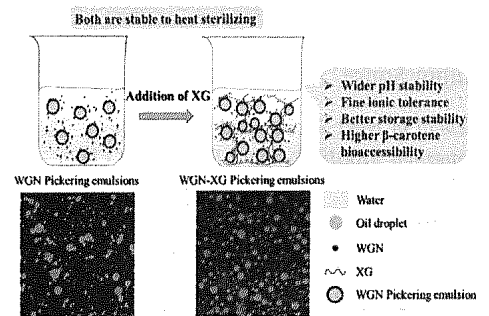 Both are stable to heat sterilizing
Addition of XG
➢ Wider pH stability
➢ Fine ionic tolerance
➢ Better storage stability
➢ Higher β-carotene
bioaccessibility
WGN Pickering emulsions
WGN-XG Pickering emulsions
Water
Oil droplet
WGN
XG
WGN Pickering emulsion